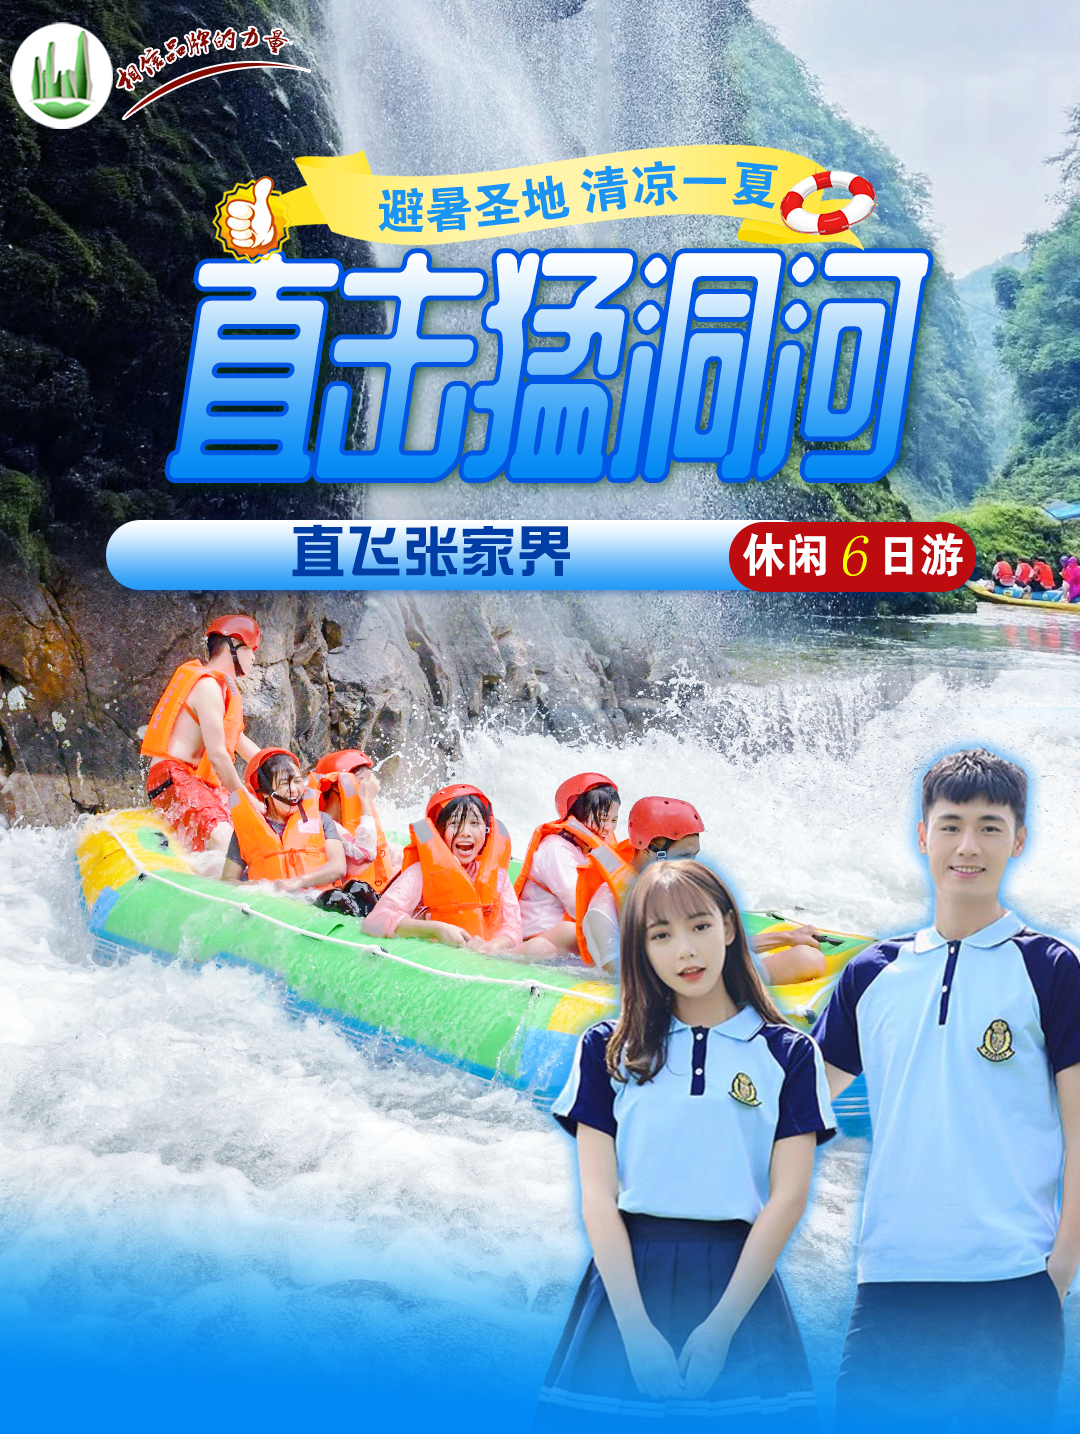 相信品牌的力量
避暑圣地 清凉一夏
直击猛洞河
直飞张家界
休闲6日游